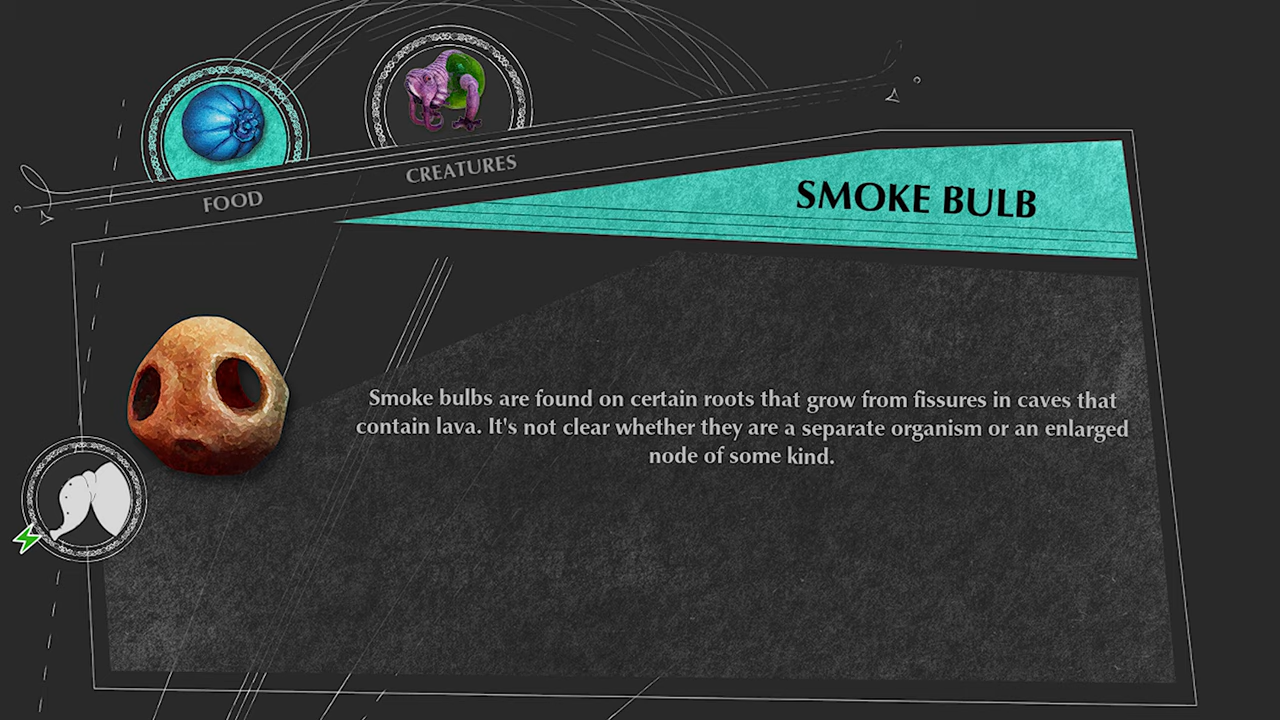 FOOD
CREATURES
SMOKE BULB
Smoke bulbs are found on certain roots that grow from fissures in caves that
contain lava. It's not clear whether they are a separate organism or an enlarged
node of some kind.